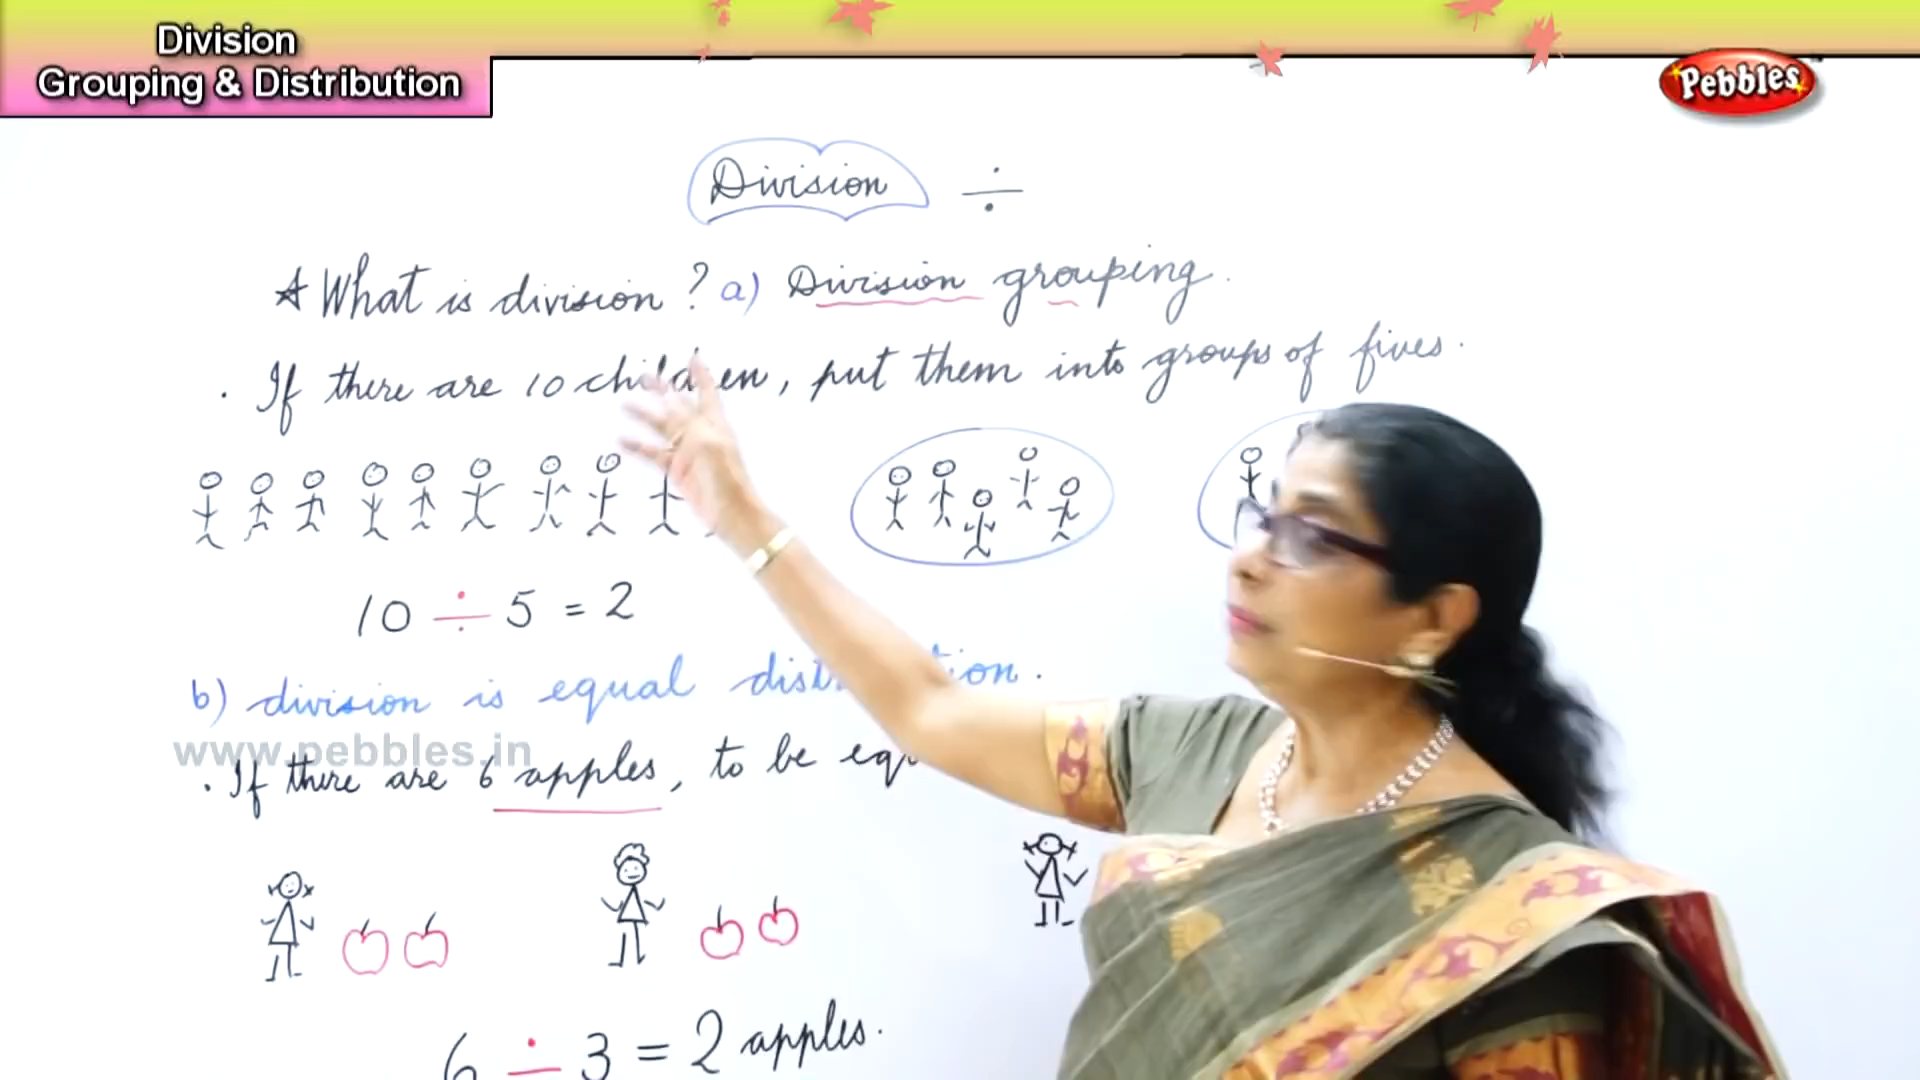 Division
Grouping & Distribution
Pebbles
Division ÷
What is division? a) Division grouping.
. If there are 10 children, put them into groups of fives.
10 ÷ 5 = 2
b) division is equal distribution.
www.pebbles.in
. If there are 6 apples, to be
6 ÷ 3 = 2 apples.